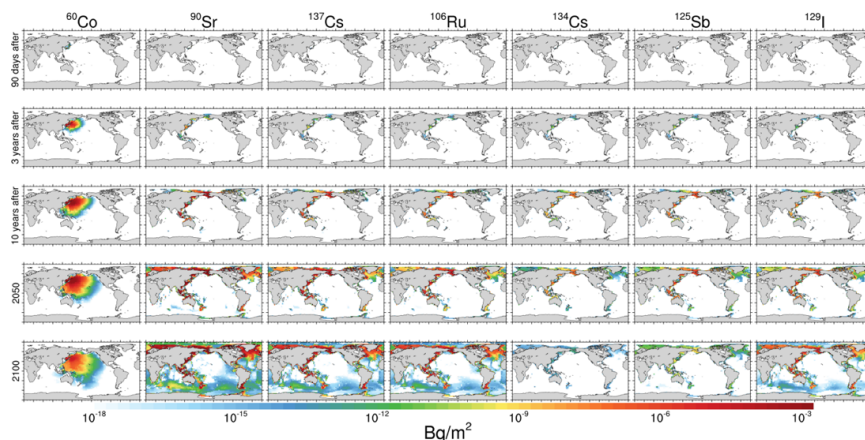 ⁶⁰Co ⁹⁰Sr ¹³⁷Cs ¹⁰⁶Ru ¹³⁴Cs ¹²⁵Sb ¹²⁹I
90 days after
3 years after
10 years after
2050
2100
10⁻¹⁸ 10⁻¹⁵ 10⁻¹² 10⁻⁹ 10⁻⁶ 10⁻³
Bq/m²